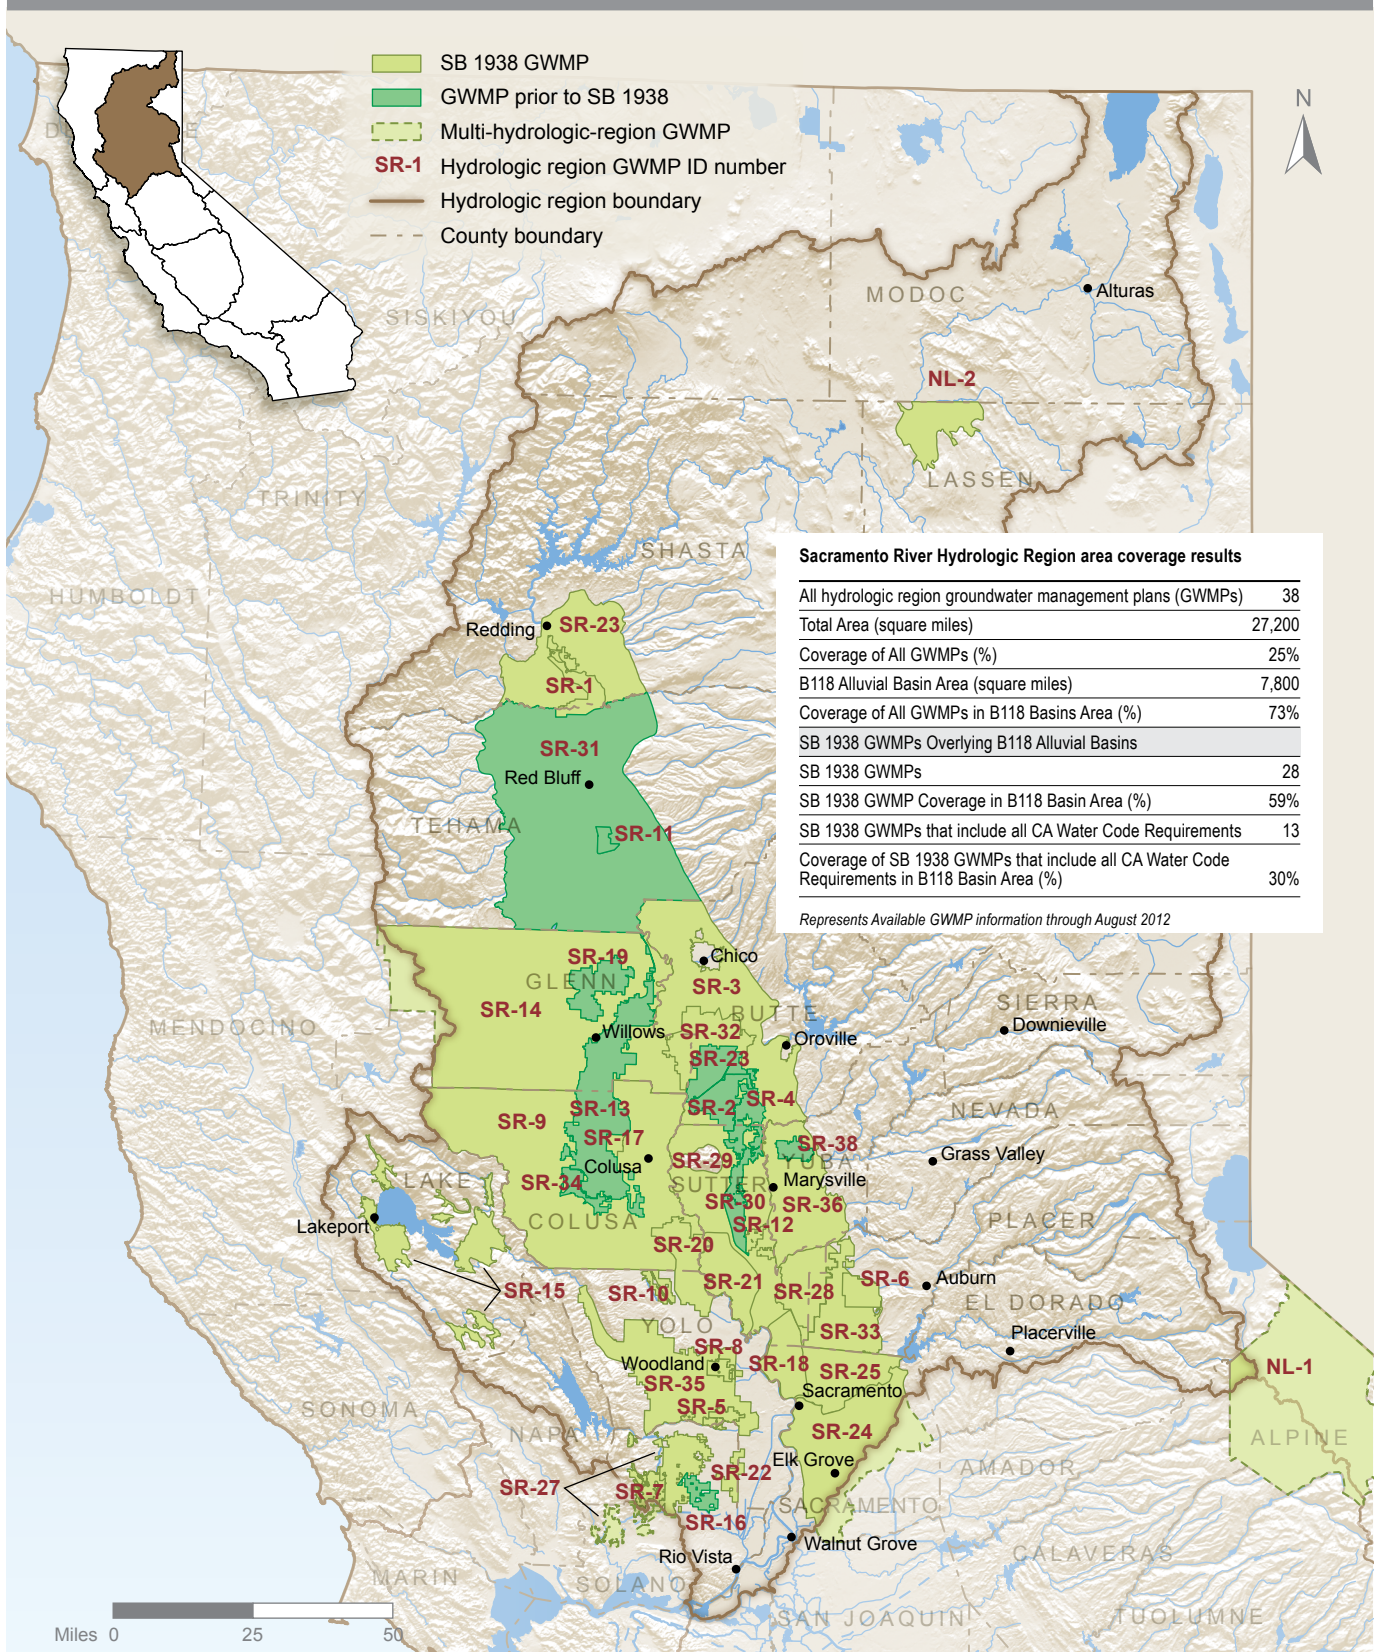 SB 1938 GWMP
GWMP prior to SB 1938
Multi-hydrologic-region GWMP
SR-1 Hydrologic region GWMP ID number
Hydrologic region boundary
County boundary
N
MODOC
Alturas
SISKIYOU
NL-2
LASSEN
TRINITY
SHASTA
HUMBOLDT
Sacramento River Hydrologic Region area coverage results
All hydrologic region groundwater management plans (GWMPs) 38
Total Area (square miles) 27,200
Coverage of All GWMPs (%) 25%
B118 Alluvial Basin Area (square miles) 7,800
Coverage of All GWMPs in B118 Basins Area (%) 73%
SB 1938 GWMPs Overlying B118 Alluvial Basins
SB 1938 GWMPs 28
SB 1938 GWMP Coverage in B118 Basin Area (%) 59%
SB 1938 GWMPs that include all CA Water Code Requirements 13
Coverage of SB 1938 GWMPs that include all CA Water Code
Requirements in B118 Basin Area (%) 30%
Represents Available GWMP information through August 2012
Redding
SR-23
SR-1
SR-31
Red Bluff
TEHAMA
SR-11
SR-19
Chico
GLENN
SR-3
SR-14
BUTTE
SIERRA
Downieville
MENDOCINO
Willows
SR-32
Oroville
SR-23
SR-9
SR-13
SR-2
SR-4
NEVADA
SR-17
SR-38
Colusa
SR-29
YUBA
Grass Valley
LAKE
SR-34
SUTTER
Marysville
SR-30
SR-36
Lakeport
COLUSA
SR-12
PLACER
SR-20
SR-15
SR-10
SR-21
SR-28
SR-6
Auburn
EL DORADO
YOLO
SR-33
Placerville
SR-8
Woodland
SR-18
SR-25
NL-1
SR-35
Sacramento
SONOMA
SR-5
NAPA
SR-24
ALPINE
Elk Grove
AMADOR
SR-27
SR-7
SR-22
SACRAMENTO
SR-16
Walnut Grove
Rio Vista
CALAVERAS
MARIN
SOLANO
SAN JOAQUIN
TUOLUMNE
Miles 0 25 50